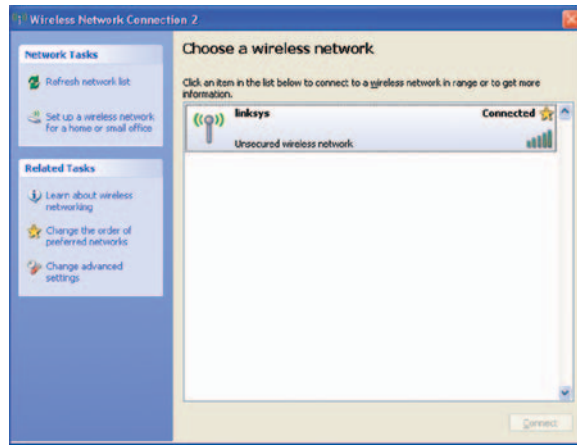 Wireless Network Connection 2
Network Tasks
Refresh network list
Set up a wireless network
for a home or small office
Related Tasks
Learn about wireless
networking
Change the order of
preferred networks
Change advanced
settings
Choose a wireless network
Click an item in the list below to connect to a wireless network in range or to get more
information.
linksys
Connected
Unsecured wireless network
Connect